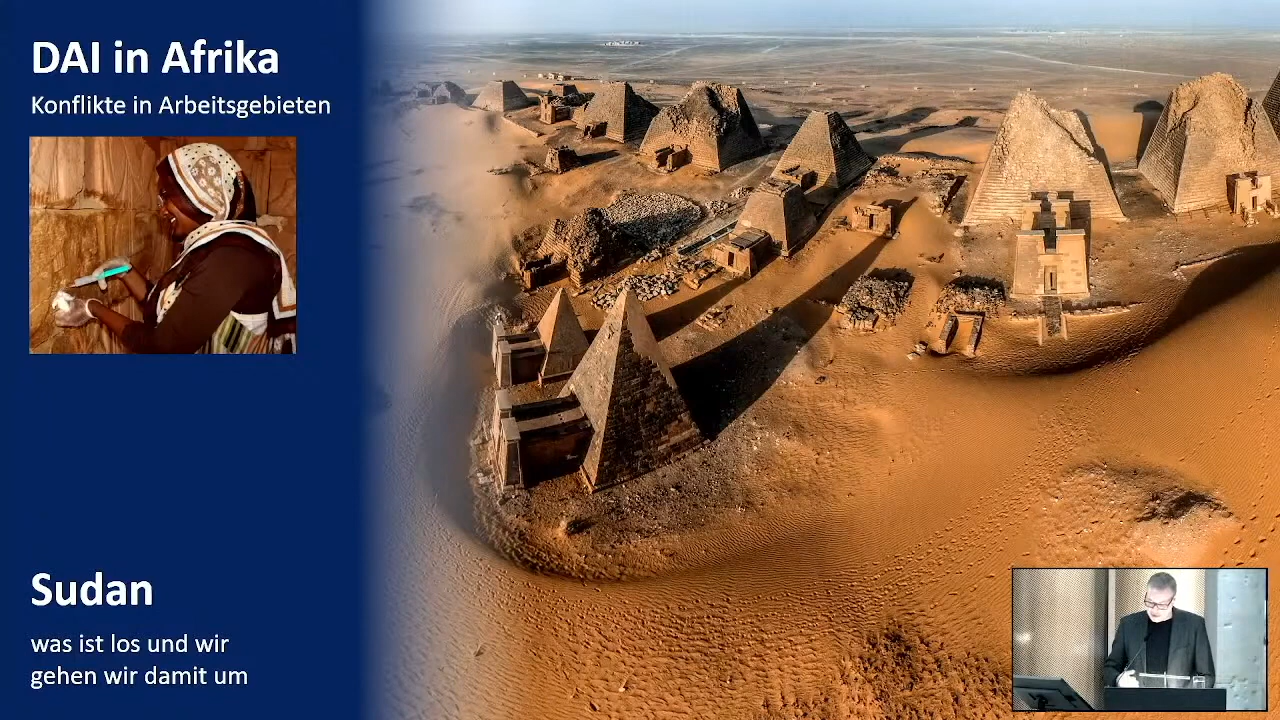 DAI in Afrika
Konflikte in Arbeitsgebieten
Sudan
was ist los und wir
gehen wir damit um